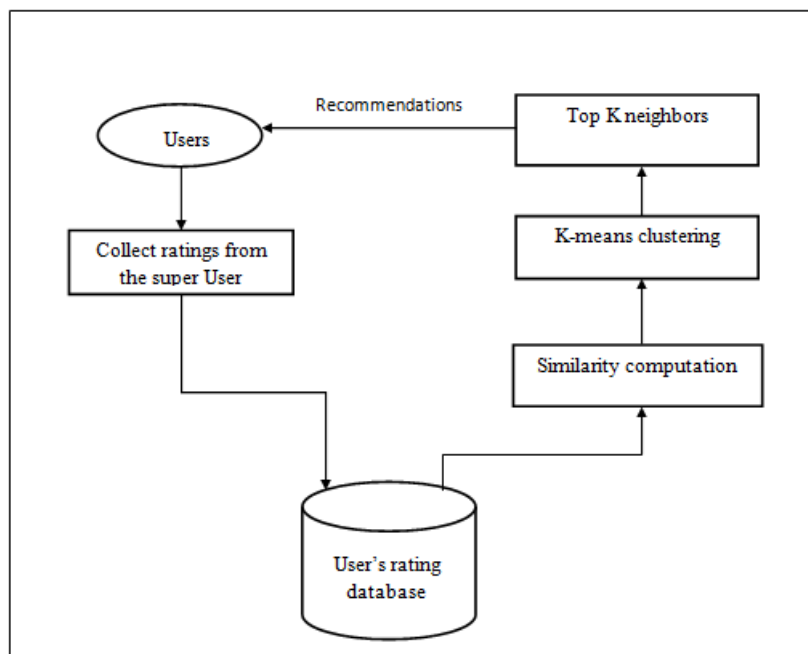 Recommendations
Top K neighbors
Users
K-means clustering
Collect ratings from
the super User
Similarity computation
User’s rating
database